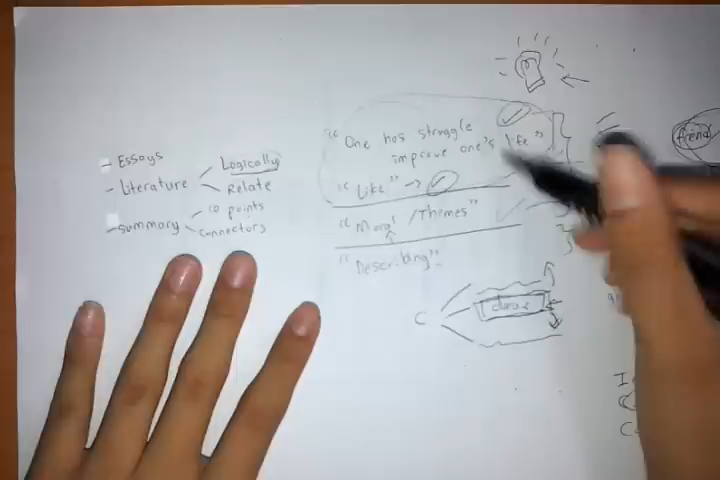 Essays
Literature
Logically
Relate
summary
10 points
connectors
"One has struggle
improve one's life"
"Like" →
"Moral /Themes"
"Describing"
C
friend
I
C